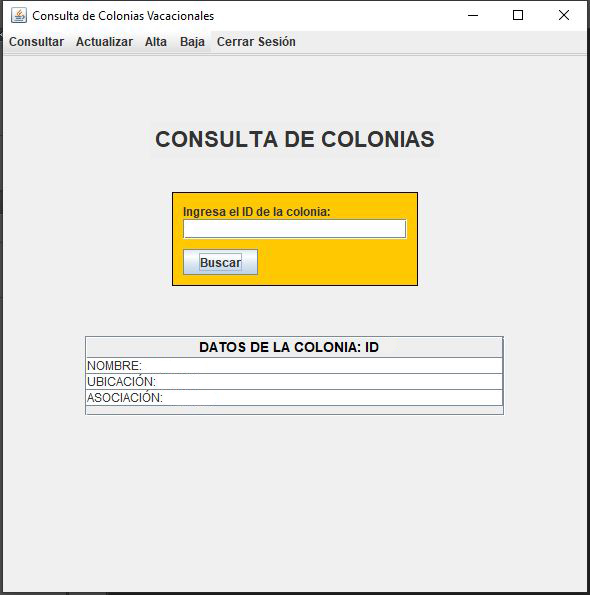 Consulta de Colonias Vacacionales
Consultar Actualizar Alta Baja Cerrar Sesión
CONSULTA DE COLONIAS
Ingresa el ID de la colonia:
Buscar
DATOS DE LA COLONIA: ID
NOMBRE:
UBICACIÓN:
ASOCIACIÓN: